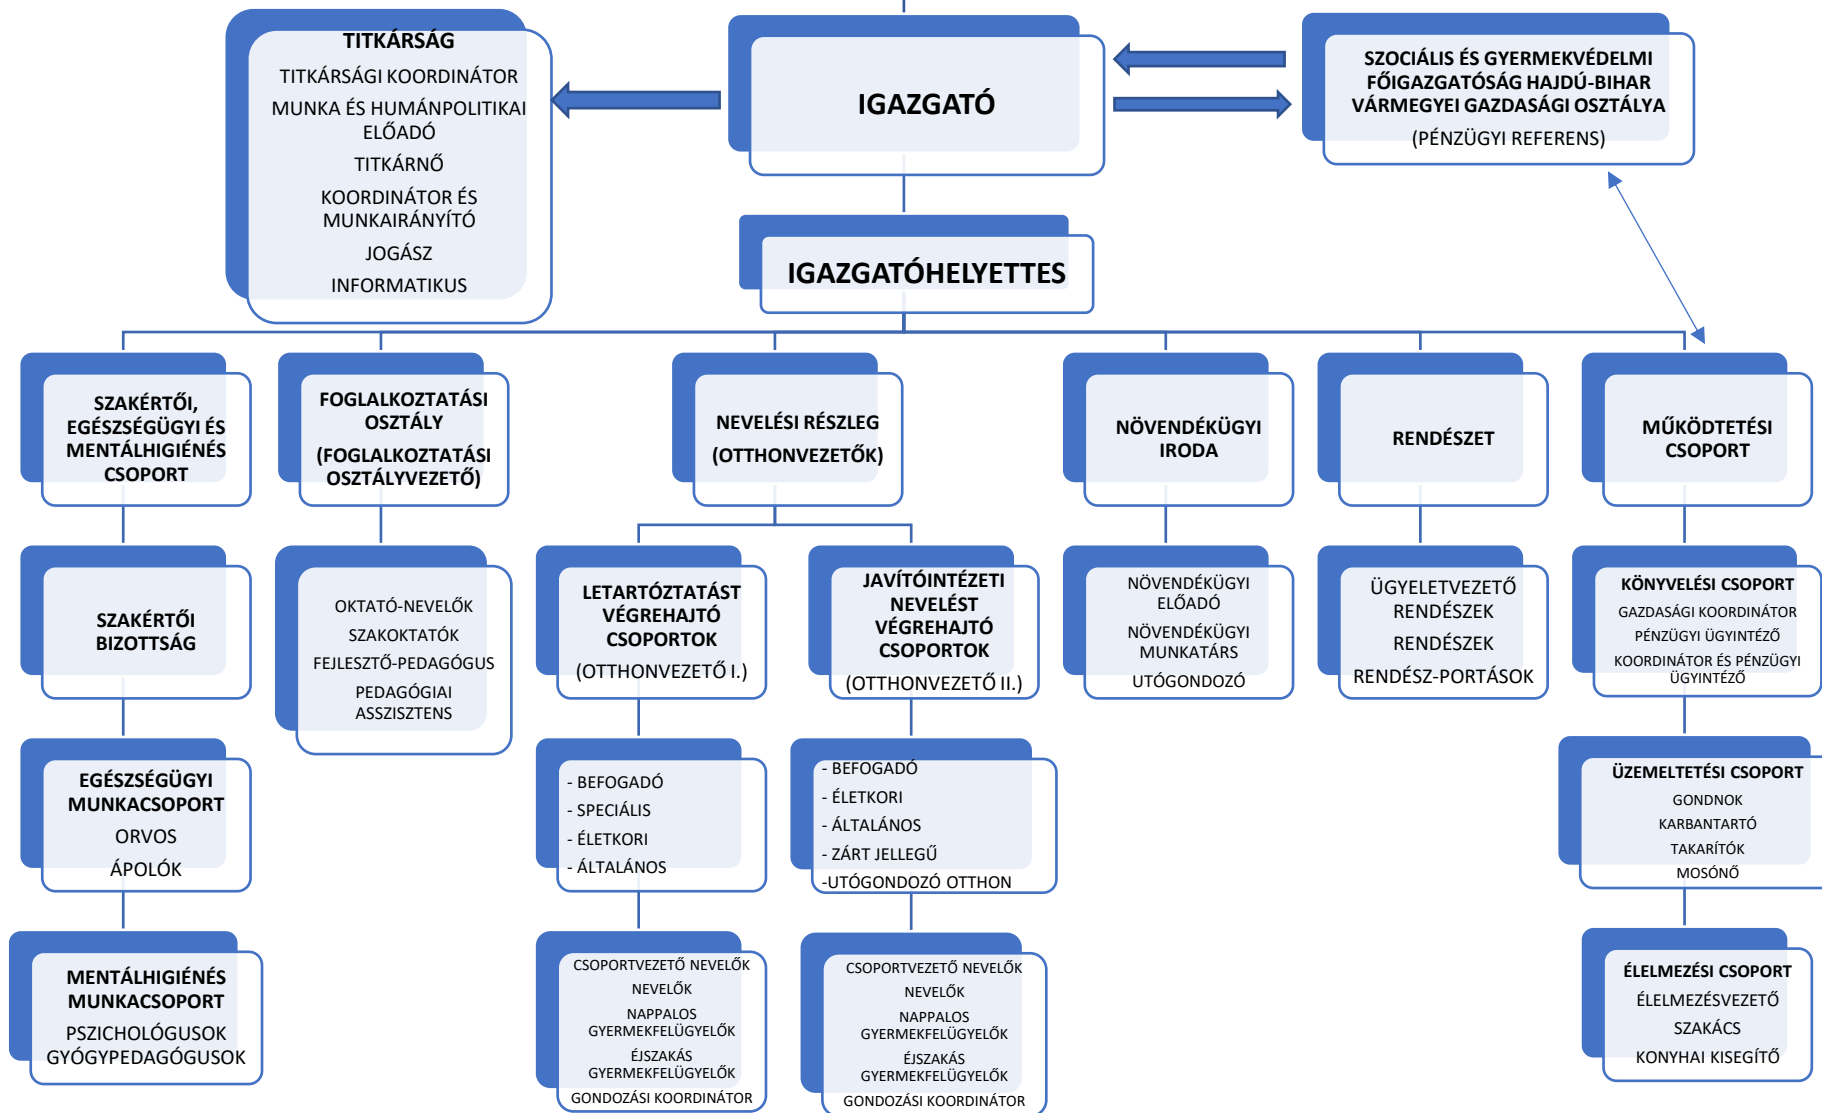 TITKÁRSÁG
TITKÁRSÁGI KOORDINÁTOR
MUNKA ÉS HUMÁNPOLITIKAI
ELŐADÓ
TITKÁRNŐ
KOORDINÁTOR ÉS
MUNKAIRÁNYÍTÓ
JOGÁSZ
INFORMATIKUS
IGAZGATÓ
SZOCIÁLIS ÉS GYERMEKVÉDELMI
FŐIGAZGATÓSÁG HAJDÚ-BIHAR
VÁRMEGYEI GAZDASÁGI OSZTÁLYA
(PÉNZÜGYI REFERENS)
IGAZGATÓHELYETTES
SZAKÉRTŐI,
EGÉSZSÉGÜGYI ÉS
MENTÁLHIGIÉNÉS
CSOPORT
FOGLALKOZTATÁSI
OSZTÁLY
(FOGLALKOZTATÁSI
OSZTÁLYVEZETŐ)
NEVELÉSI RÉSZLEG
(OTTHONVEZETŐK)
NÖVENDÉKÜGYI
IRODA
RENDÉSZET
MŰKÖDTETÉSI
CSOPORT
SZAKÉRTŐI
BIZOTTSÁG
OKTATÓ-NEVELŐK
SZAKOKTATÓK
FEJLESZTŐ-PEDAGÓGUS
PEDAGÓGIAI
ASSZISZTENS
LETARTÓZTATÁST
VÉGREHAJTÓ
CSOPORTOK
(OTTHONVEZETŐ I.)
JAVÍTÓINTÉZETI
NEVELÉST
VÉGREHAJTÓ
CSOPORTOK
(OTTHONVEZETŐ II.)
NÖVENDÉKÜGYI
ELŐADÓ
NÖVENDÉKÜGYI
MUNKATÁRS
UTÓGONDOZÓ
ÜGYELETVEZETŐ
RENDÉSZEK
RENDÉSZEK
RENDÉSZ-PORTÁSOK
KÖNYVELÉSI CSOPORT
GAZDASÁGI KOORDINÁTOR
PÉNZÜGYI ÜGYINTÉZŐ
KOORDINÁTOR ÉS PÉNZÜGYI
ÜGYINTÉZŐ
EGÉSZSÉGÜGYI
MUNKACSOPORT
ORVOS
ÁPOLÓK
- BEFOGADÓ
- SPECIÁLIS
- ÉLETKORI
- ÁLTALÁNOS
- BEFOGADÓ
- ÉLETKORI
- ÁLTALÁNOS
- ZÁRT JELLEGŰ
-UTÓGONDOZÓ OTTHON
ÜZEMELTETÉSI CSOPORT
GONDNOK
KARBANTARTÓ
TAKARÍTÓK
MOSÓNŐ
MENTÁLHIGIÉNÉS
MUNKACSOPORT
PSZICHOLÓGUSOK
GYÓGYPEDAGÓGUSOK
CSOPORTVEZETŐ NEVELŐK
NEVELŐK
NAPPALOS
GYERMEKFELÜGYELŐK
ÉJSZAKÁS
GYERMEKFELÜGYELŐK
GONDOZÁSI KOORDINÁTOR
CSOPORTVEZETŐ NEVELŐK
NEVELŐK
NAPPALOS
GYERMEKFELÜGYELŐK
ÉJSZAKÁS
GYERMEKFELÜGYELŐK
GONDOZÁSI KOORDINÁTOR
ÉLELMEZÉSI CSOPORT
ÉLELMEZÉSVEZETŐ
SZAKÁCS
KONYHAI KISEGÍTŐ